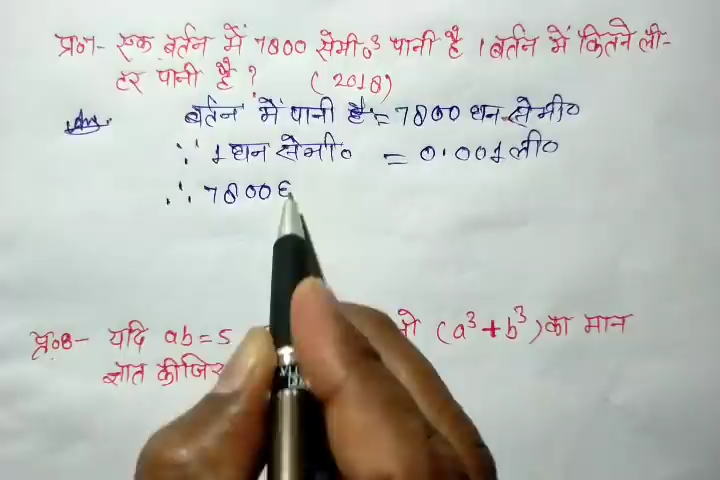 प्र०7- एक बर्तन में 7800 सेमी०³ पानी है । बर्तन में कितने ली-
टर पानी है ? (2018)
Ans बर्तन में पानी है = 7800 घन सेमी०
∵ 1 घन सेमी० = 0.001 ली०
∴ 7800
प्र०8- यदि ab = 5 (a³ + b³) का मान
ज्ञात कीजिए